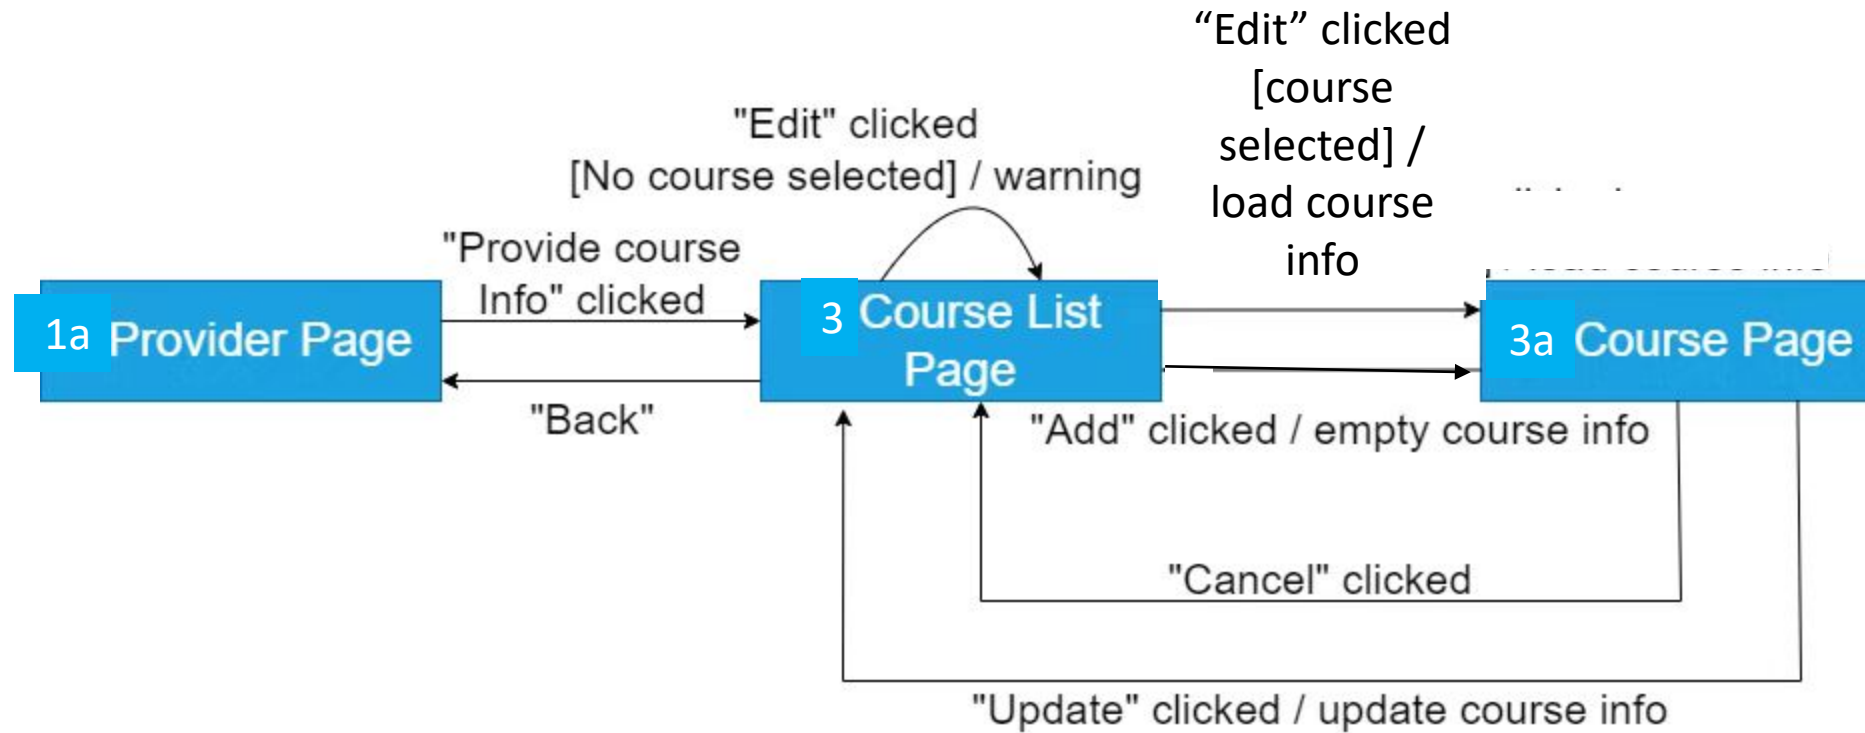 “Edit” clicked
[course
selected] /
load course
info
"Edit" clicked
[No course selected] / warning
"Provide course
Info" clicked
1a Provider Page
3 Course List
Page
3a Course Page
"Back"
"Add" clicked / empty course info
"Cancel" clicked
"Update" clicked / update course info